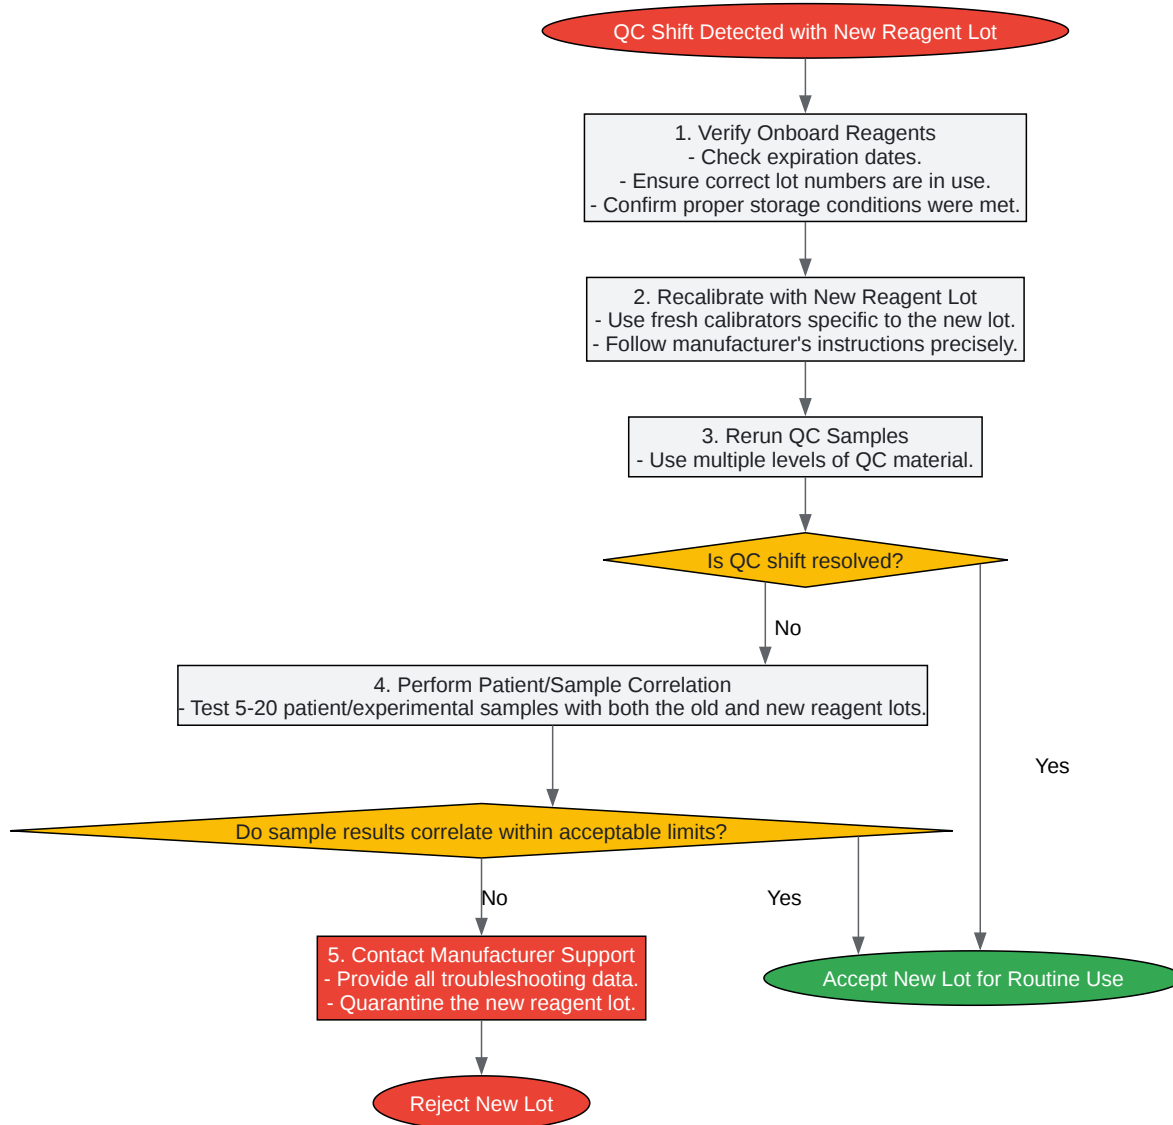 QC Shift Detected with New Reagent Lot
1. Verify Onboard Reagents
- Check expiration dates.
- Ensure correct lot numbers are in use.
- Confirm proper storage conditions were met.
2. Recalibrate with New Reagent Lot
- Use fresh calibrators specific to the new lot.
- Follow manufacturer's instructions precisely.
3. Rerun QC Samples
- Use multiple levels of QC material.
Is QC shift resolved?
No
4. Perform Patient/Sample Correlation
- Test 5-20 patient/experimental samples with both the old and new reagent lots.
Yes
Do sample results correlate within acceptable limits?
No
Yes
5. Contact Manufacturer Support
- Provide all troubleshooting data.
- Quarantine the new reagent lot.
Accept New Lot for Routine Use
Reject New Lot